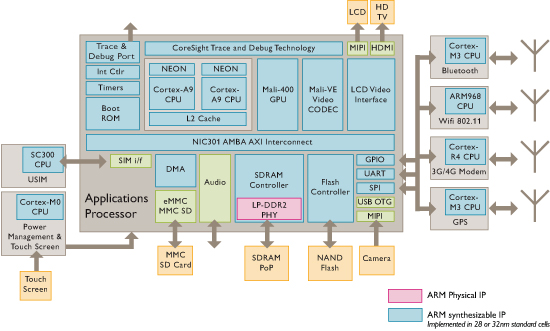 LCD
HD
TV
Trace &
Debug Port
CoreSight Trace and Debug Technology
MIPI
HDMI
Int Ctlr
Timers
Boot
ROM
NEON
NEON
Cortex-A9
CPU
Cortex-
A9 CPU
L2 Cache
Mali-400
GPU
Mali-VE
Video
CODEC
LCD Video
Interface
NIC301 AMBA AXI Interconnect
Cortex-
M3 CPU
Bluetooth
ARM968
CPU
Wifi 802.11
Cortex-
R4 CPU
3G/4G Modem
Cortex-
M3 CPU
GPS
SC300
CPU
USIM
SIM i/f
DMA
Audio
SDRAM
Controller
LP-DDR2
PHY
Flash
Controller
GPIO
UART
SPI
USB OTG
MIPI
eMMC
MMC SD
Applications
Processor
Cortex-M0
CPU
Power
Management &
Touch Screen
Touch
Screen
MMC
SD Card
SDRAM
PoP
NAND
Flash
Camera
ARM Physical IP
ARM synthesizable IP
Implemented in 28 or 32nm standard cells